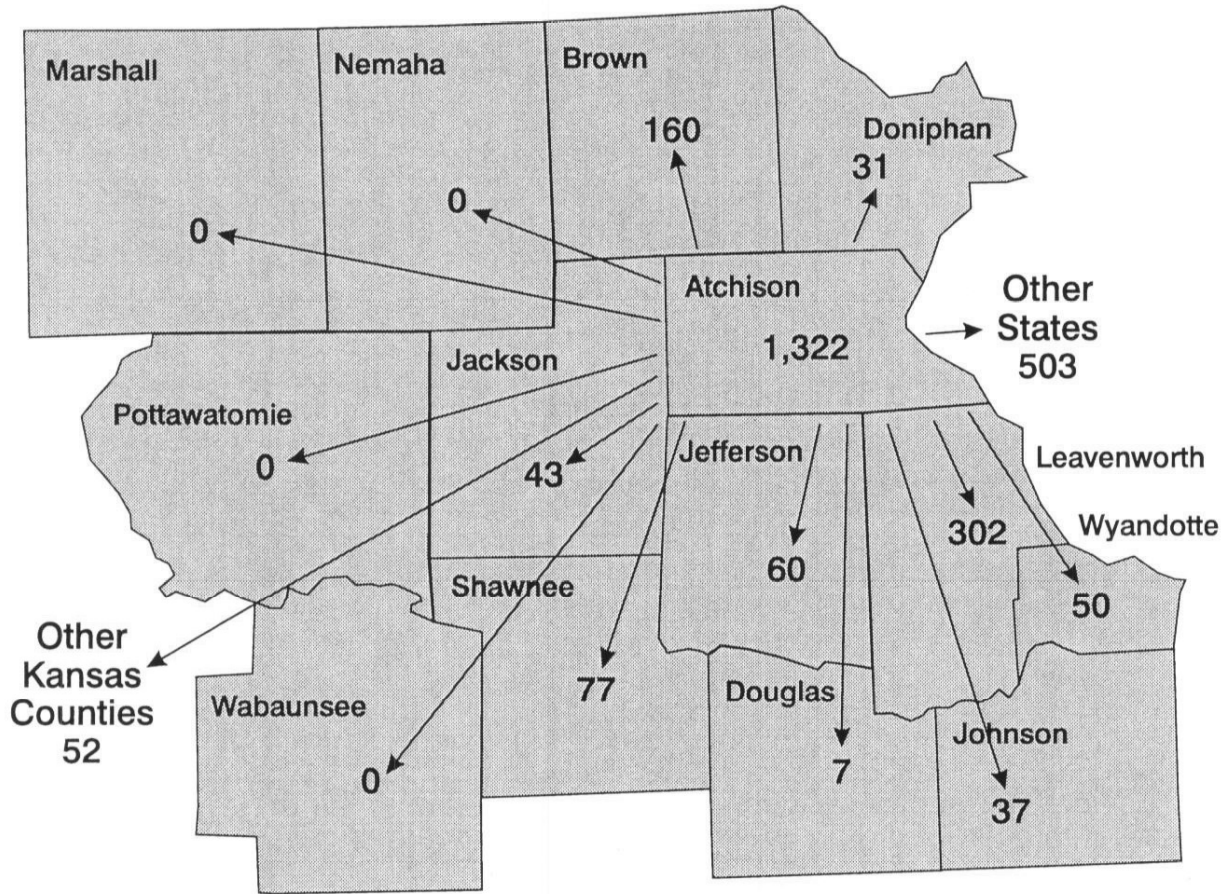 Marshall
Nemaha
Brown
160
Doniphan
31
0
0
Atchison
1,322
Other
States
503
Jackson
43
Pottawatomie
0
Jefferson
60
Leavenworth
302
Wyandotte
50
Shawnee
77
Other
Kansas
Counties
52
Wabaunsee
0
Douglas
7
Johnson
37